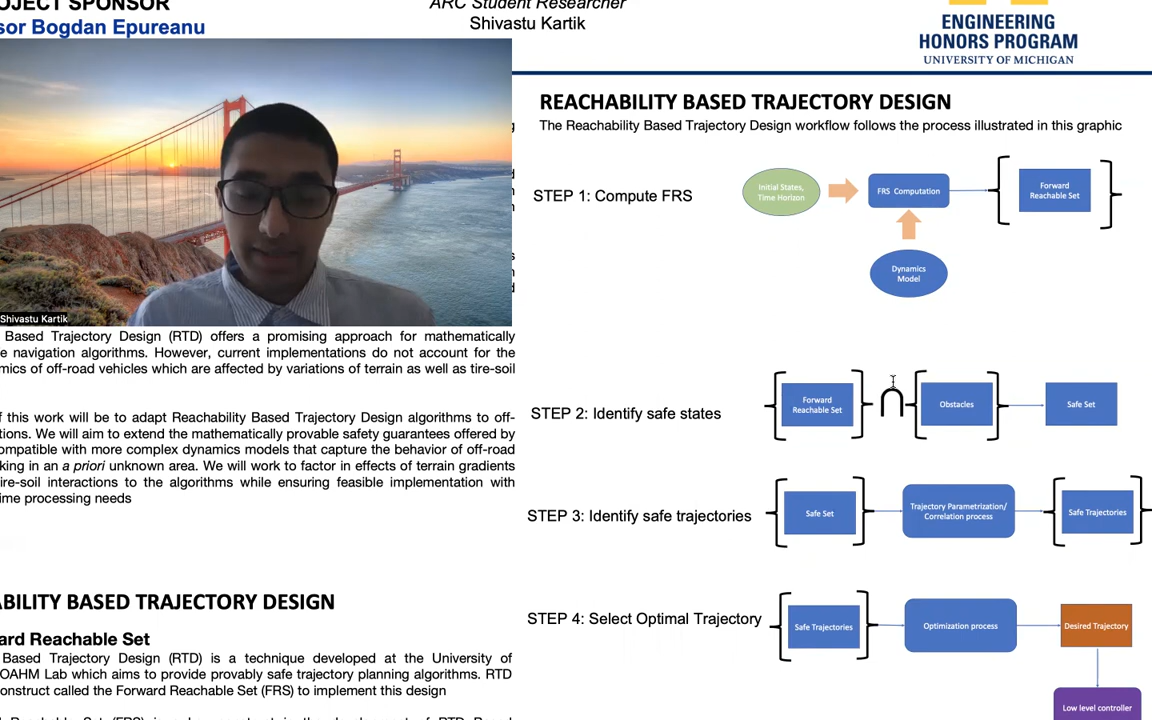 OJECT SPONSOR
sor Bogdan Epureanu
ARC Student Researcher
Shivastu Kartik
ENGINEERING
HONORS PROGRAM
UNIVERSITY OF MICHIGAN
Shivastu Kartik
Based Trajectory Design (RTD) offers a promising approach for mathematically
e navigation algorithms. However, current implementations do not account for the
mics of off-road vehicles which are affected by variations of terrain as well as tire-soil
f this work will be to adapt Reachability Based Trajectory Design algorithms to off-
tions. We will aim to extend the mathematically provable safety guarantees offered by
ompatible with more complex dynamics models that capture the behavior of off-road
king in an a priori unknown area. We will work to factor in effects of terrain gradients
ire-soil interactions to the algorithms while ensuring feasible implementation with
ime processing needs
ABILITY BASED TRAJECTORY DESIGN
ard Reachable Set
Based Trajectory Design (RTD) is a technique developed at the University of
OAHM Lab which aims to provide provably safe trajectory planning algorithms. RTD
onstruct called the Forward Reachable Set (FRS) to implement this design
REACHABILITY BASED TRAJECTORY DESIGN
The Reachability Based Trajectory Design workflow follows the process illustrated in this graphic
STEP 1: Compute FRS
Initial States,
Time Horizon
FRS Computation
Forward
Reachable Set
Dynamics
Model
STEP 2: Identify safe states
Forward
Reachable Set
Obstacles
Safe Set
STEP 3: Identify safe trajectories
Safe Set
Trajectory Parametrization/
Correlation process
Safe Trajectories
STEP 4: Select Optimal Trajectory
Safe Trajectories
Optimization process
Desired Trajectory
Low level controller